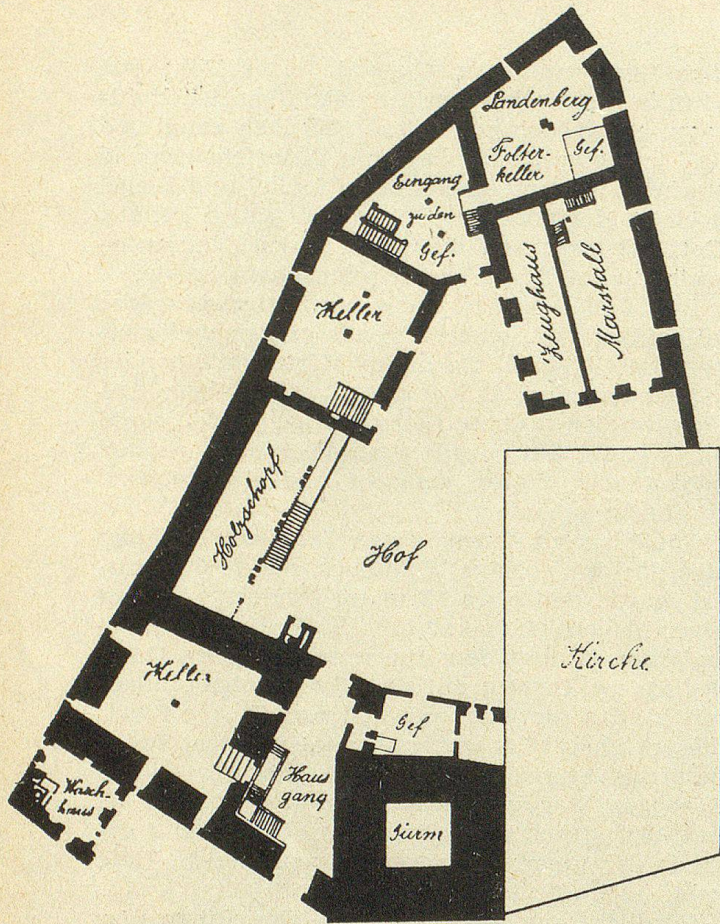 Landenberg
Folter-
keller
Gef.
Eingang
zu den
Gef.
Zeughaus
Marstall
Keller
Holzschopf
Hof
Kirche
Keller
Gef
Haus
gang
Wasch-
haus
Turm